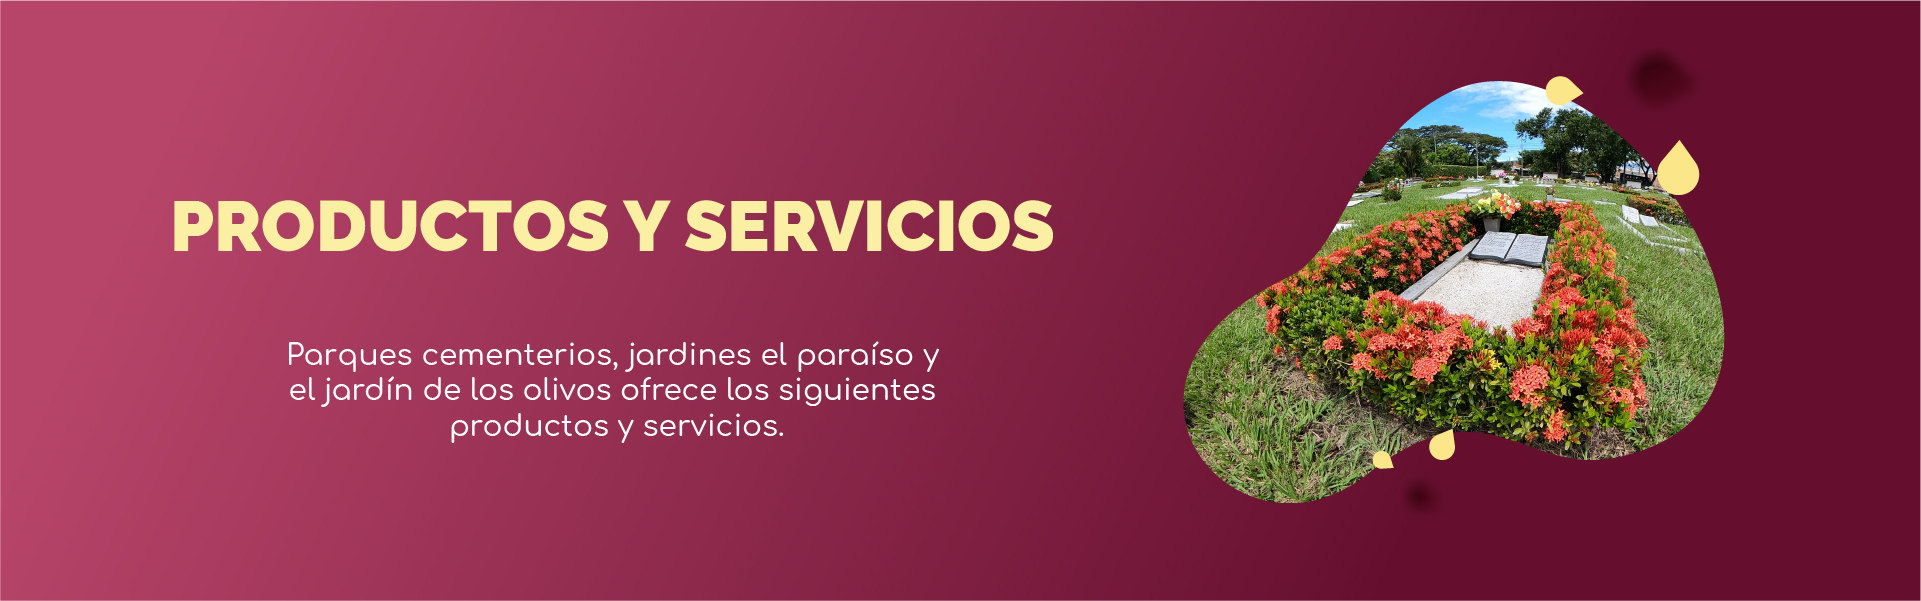 PRODUCTOS Y SERVICIOS
Parques cementerios, jardines el paraíso y
el jardín de los olivos ofrece los siguientes
productos y servicios.